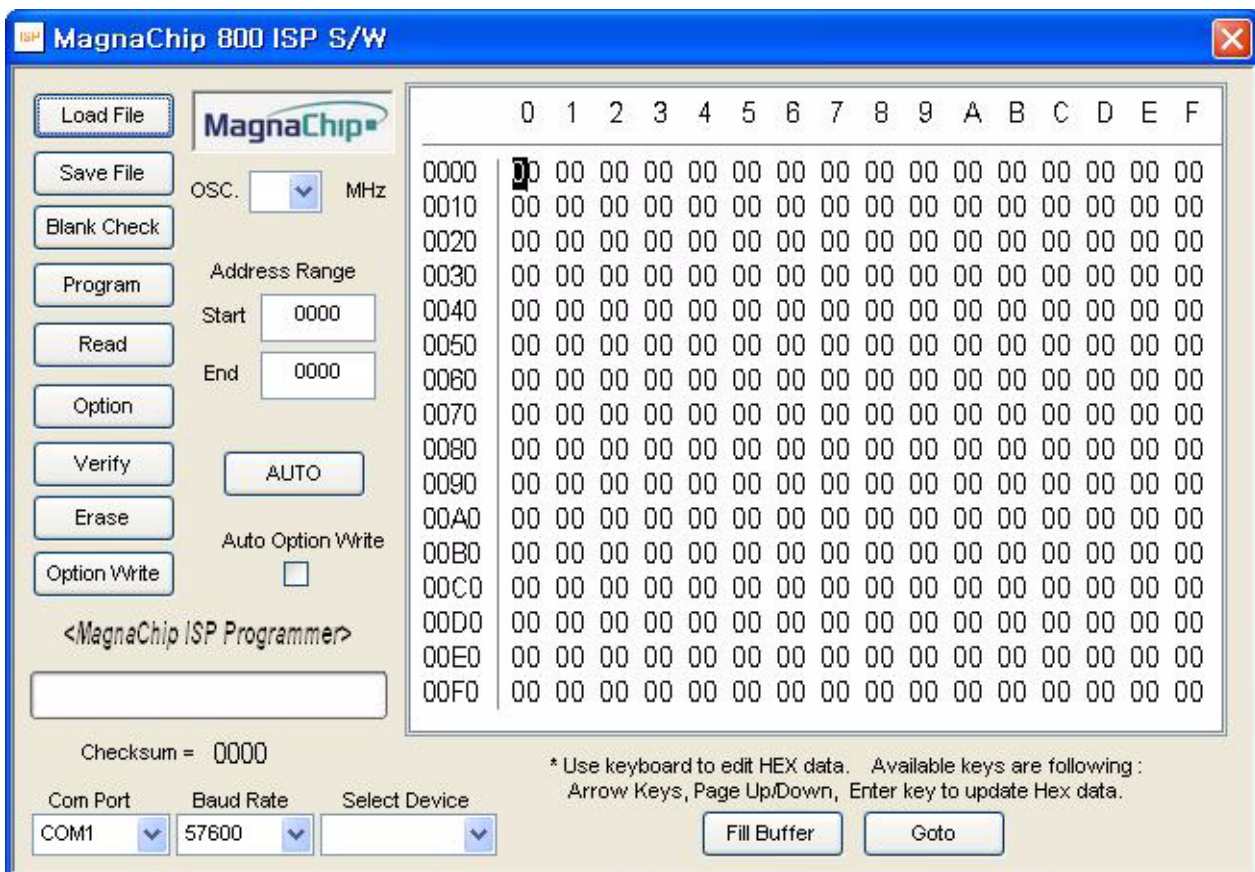 ISP MagnaChip 800 ISP S/W
Load File
Save File
Blank Check
Program
Read
Option
Verify
Erase
Option Write
MagnaChip
OSC. MHz
Address Range
Start 0000
End 0000
AUTO
Auto Option Write
<MagnaChip ISP Programmer>
Checksum = 0000
Com Port Baud Rate Select Device
COM1 57600
0 1 2 3 4 5 6 7 8 9 A B C D E F
0000 00 00 00 00 00 00 00 00 00 00 00 00 00 00 00 00
0010 00 00 00 00 00 00 00 00 00 00 00 00 00 00 00 00
0020 00 00 00 00 00 00 00 00 00 00 00 00 00 00 00 00
0030 00 00 00 00 00 00 00 00 00 00 00 00 00 00 00 00
0040 00 00 00 00 00 00 00 00 00 00 00 00 00 00 00 00
0050 00 00 00 00 00 00 00 00 00 00 00 00 00 00 00 00
0060 00 00 00 00 00 00 00 00 00 00 00 00 00 00 00 00
0070 00 00 00 00 00 00 00 00 00 00 00 00 00 00 00 00
0080 00 00 00 00 00 00 00 00 00 00 00 00 00 00 00 00
0090 00 00 00 00 00 00 00 00 00 00 00 00 00 00 00 00
00A0 00 00 00 00 00 00 00 00 00 00 00 00 00 00 00 00
00B0 00 00 00 00 00 00 00 00 00 00 00 00 00 00 00 00
00C0 00 00 00 00 00 00 00 00 00 00 00 00 00 00 00 00
00D0 00 00 00 00 00 00 00 00 00 00 00 00 00 00 00 00
00E0 00 00 00 00 00 00 00 00 00 00 00 00 00 00 00 00
00F0 00 00 00 00 00 00 00 00 00 00 00 00 00 00 00 00
* Use keyboard to edit HEX data. Available keys are following :
Arrow Keys, Page Up/Down, Enter key to update Hex data.
Fill Buffer Goto